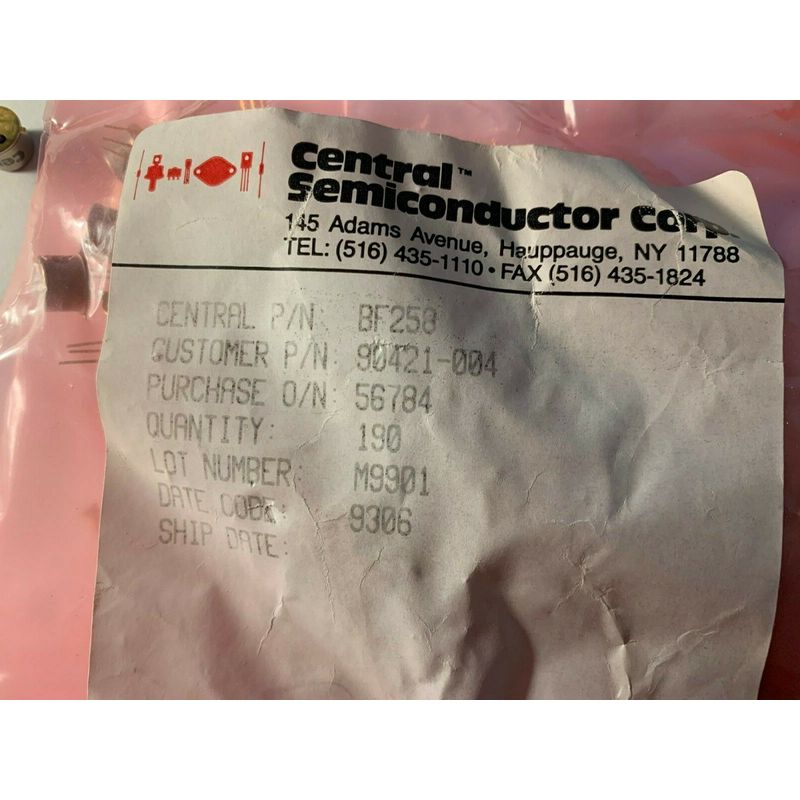 Central™
Semiconductor Corp.
145 Adams Avenue, Hauppauge, NY 11788
TEL: (516) 435-1110 • FAX (516) 435-1824
CENTRAL P/N: BF258
CUSTOMER P/N: 90421-004
PURCHASE O/N: 56784
QUANTITY: 190
LOT NUMBER: M9901
DATE CODE: 9306
SHIP DATE: